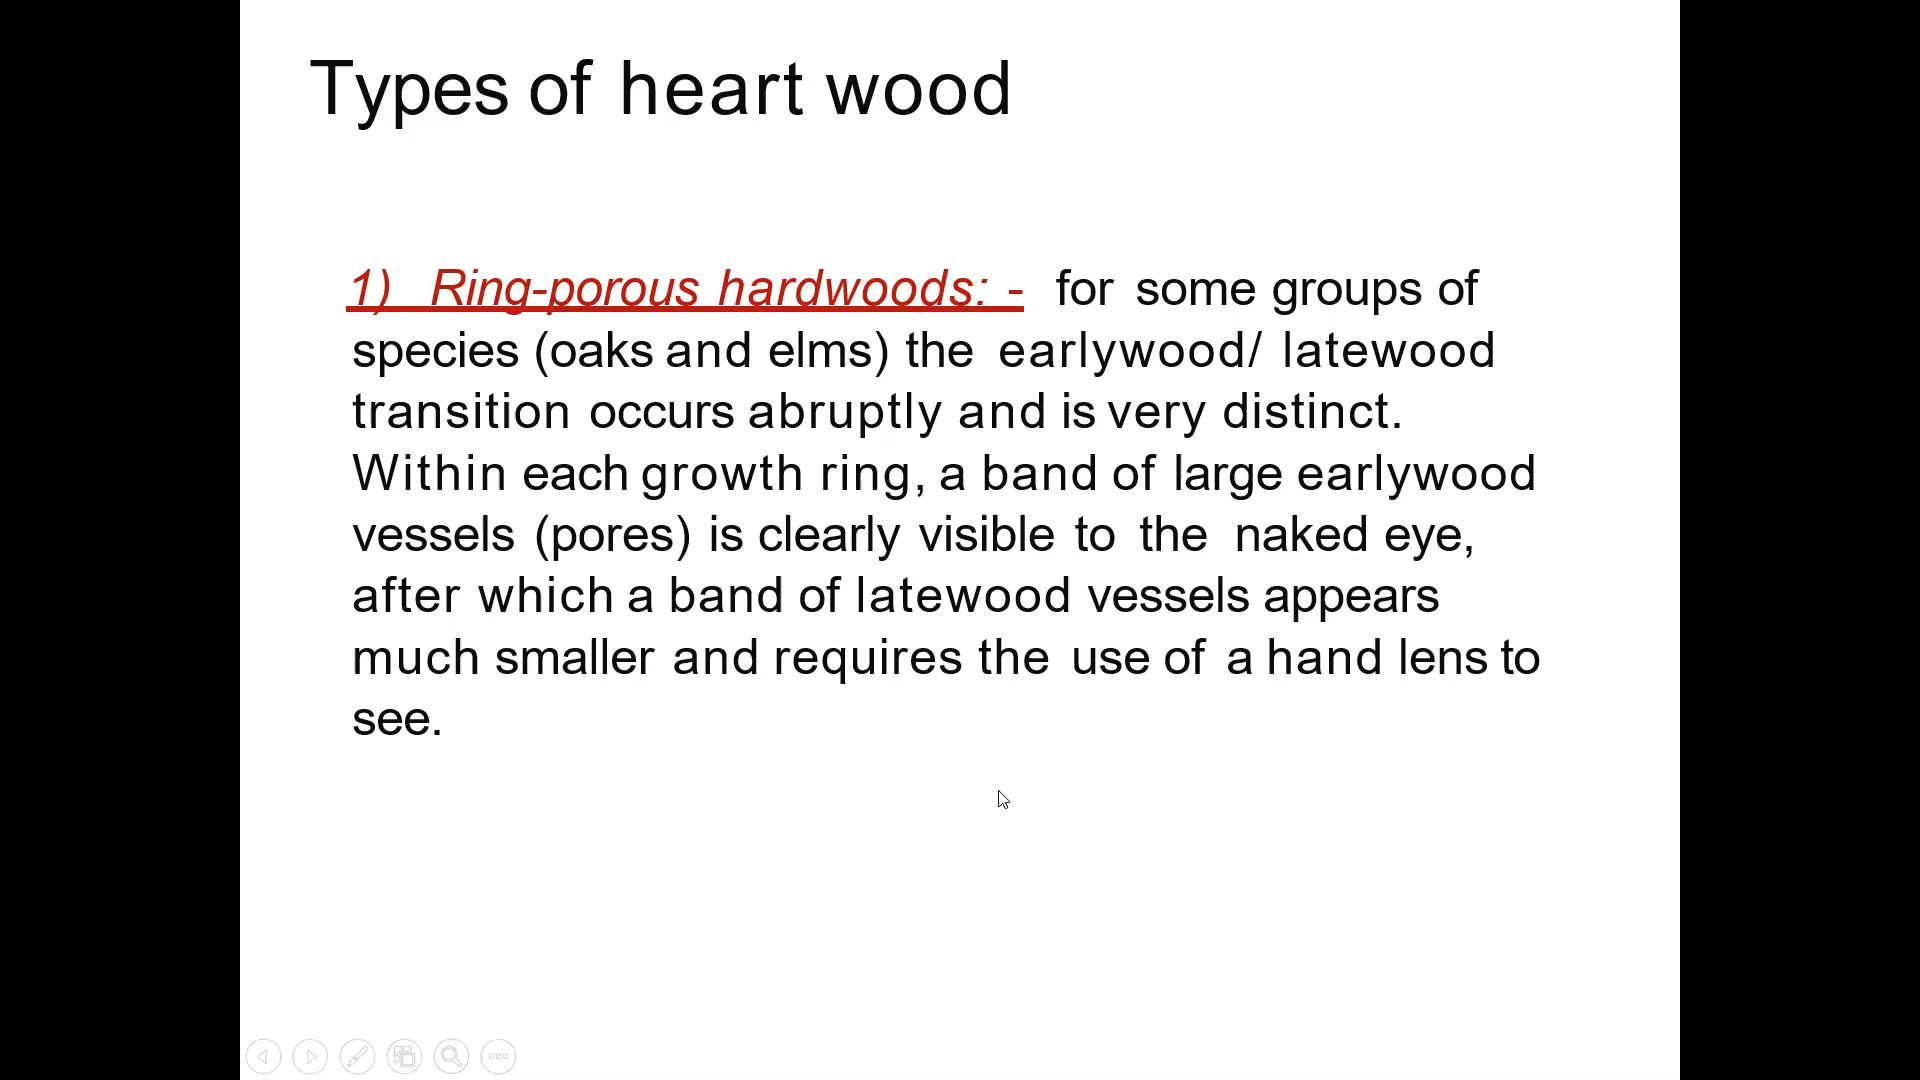 Types of heart wood
1) Ring-porous hardwoods: - for some groups of
species (oaks and elms) the earlywood/ latewood
transition occurs abruptly and is very distinct.
Within each growth ring, a band of large earlywood
vessels (pores) is clearly visible to the naked eye,
after which a band of latewood vessels appears
much smaller and requires the use of a hand lens to
see.